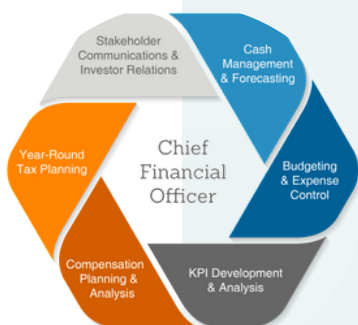 Stakeholder
Communications &
Investor Relations
Cash
Management
& Forecasting
Year-Round
Tax Planning
Chief
Financial
Officer
Budgeting
& Expense
Control
Compensation
Planning &
Analysis
KPI Development
& Analysis